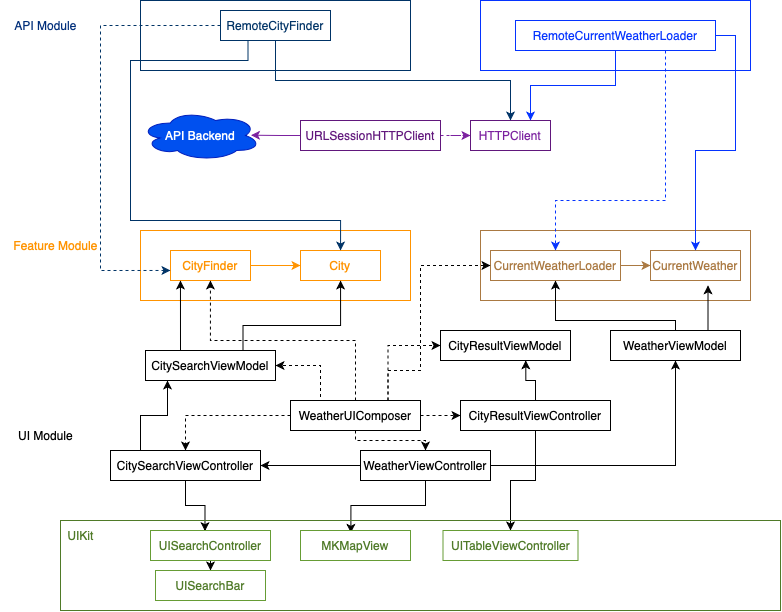 API Module
RemoteCityFinder
RemoteCurrentWeatherLoader
API Backend
URLSessionHTTPClient
HTTPClient
Feature Module
CityFinder
City
CurrentWeatherLoader
CurrentWeather
CitySearchViewModel
CityResultViewModel
WeatherViewModel
WeatherUIComposer
CityResultViewController
UI Module
CitySearchViewController
WeatherViewController
UIKit
UISearchController
MKMapView
UITableViewController
UISearchBar